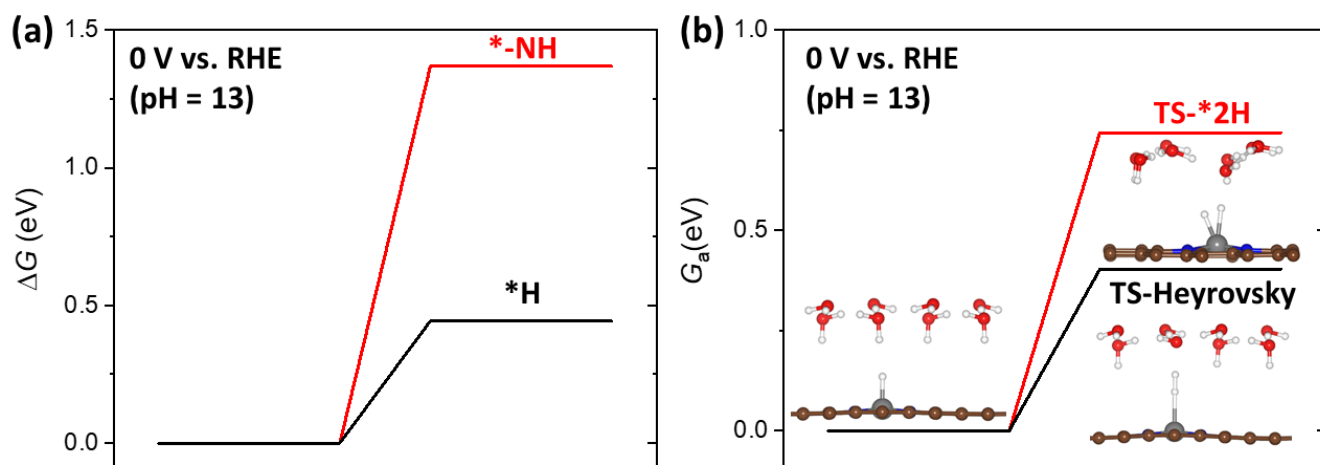 (a)
0 V vs. RHE
(pH = 13)
*-NH
*H
ΔG (eV)
1.5
1.0
0.5
0.0
(b)
0 V vs. RHE
(pH = 13)
TS-*2H
TS-Heyrovsky
Ga(eV)
1.0
0.5
0.0